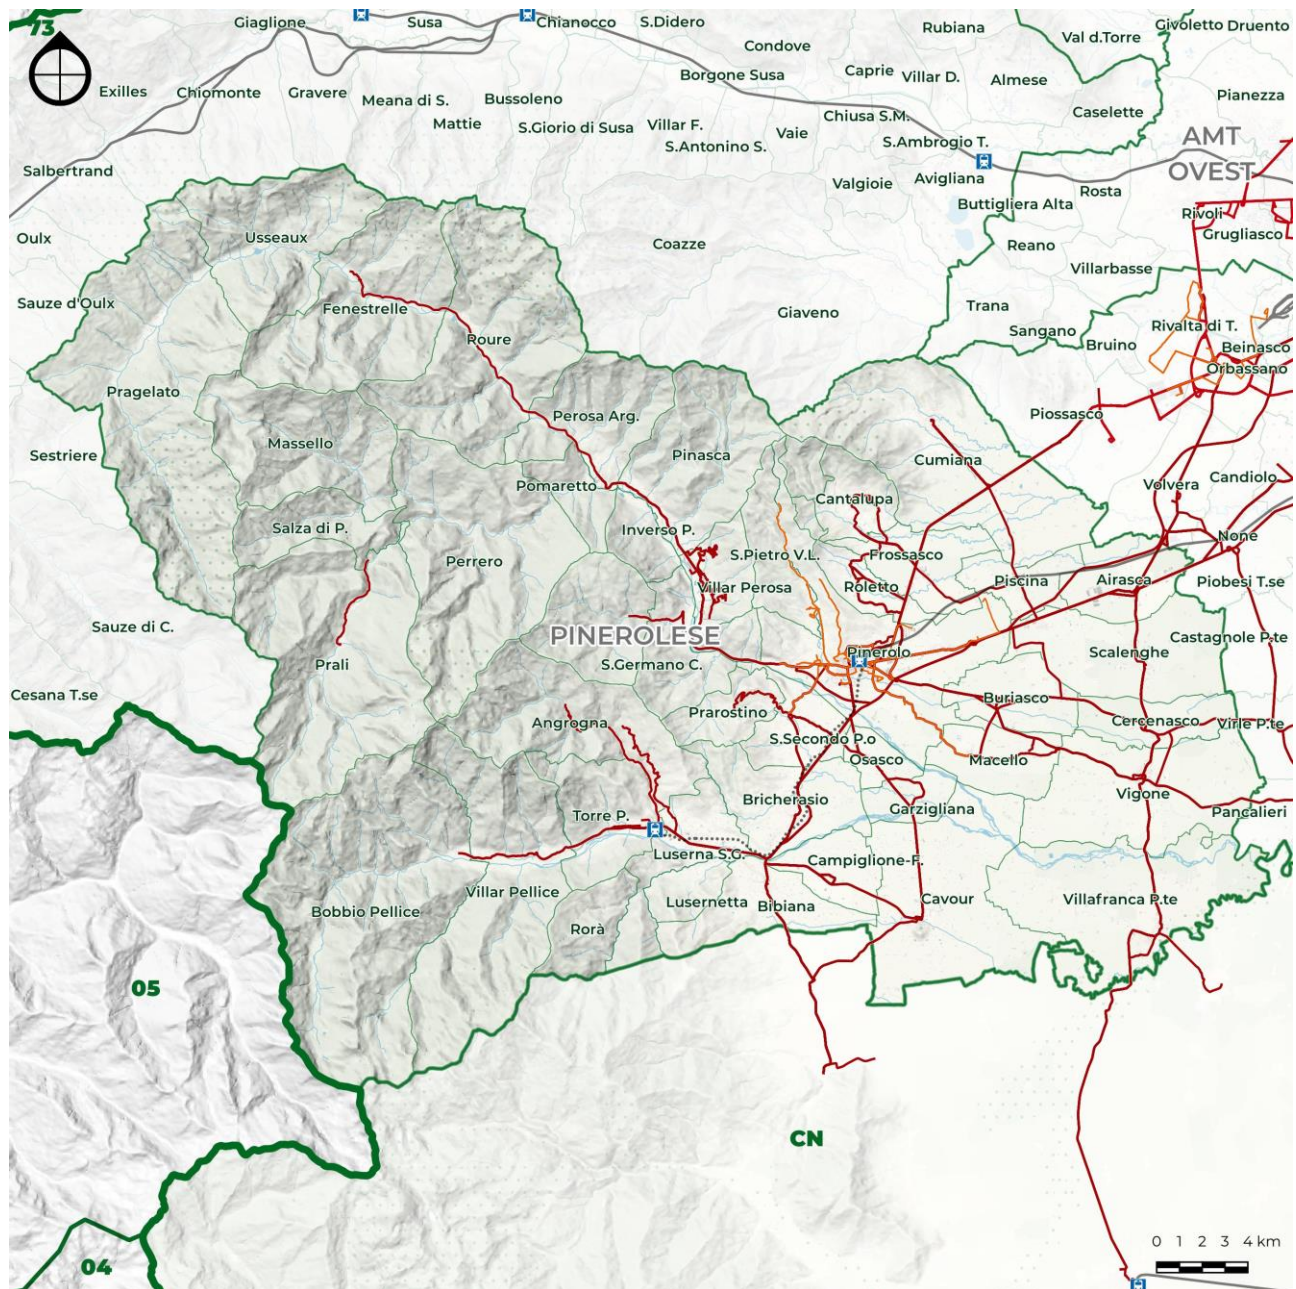 73
Giaglione
Susa
Chianocco
S.Didero
Rubiana
Givoletto
Druento
Condove
Val d.Torre
Exilles
Chiomonte
Gravere
Meana di S.
Bussoleno
Borgone Susa
Caprie
Villar D.
Almese
Pianezza
Mattie
S.Giorio di Susa
Villar F.
Vaie
Chiusa S.M.
Caselette
S.Antonino S.
S.Ambrogio T.
AMT
OVEST
Salbertrand
Valgioie
Avigliana
Rosta
Buttigliera Alta
Rivoli
Oulx
Usseaux
Coazze
Reano
Grugliasco
Villarbasse
Sauze d'Oulx
Fenestrelle
Giaveno
Trana
Sangano
Rivalta di T.
Bruino
Beinasco
Roure
Orbassano
Pragelato
Perosa Arg.
Piossasco
Massello
Sestriere
Pinasca
Cumiana
Candiolo
Pomaretto
Cantalupa
Volvera
Salza di P.
Inverso P.
None
Perrero
S.Pietro V.L.
Frossasco
Villar Perosa
Roletto
Piscina
Airasca
Piobesi T.se
Sauze di C.
PINEROLESE
Castagnole P.te
Prali
S.Germano C.
Pinerolo
Scalenghe
Cesana T.se
Buriasco
Angrogna
Prarostino
Cercenasco
Virle P.te
S.Secondo P.o
Osasco
Macello
Bricherasio
Vigone
Torre P.
Garzigliana
Pancalieri
Luserna S.G.
Campiglione-F.
Villar Pellice
Bobbio Pellice
Lusernetta
Bibiana
Cavour
Villafranca P.te
Rorà
05
CN
04
0 1 2 3 4 km